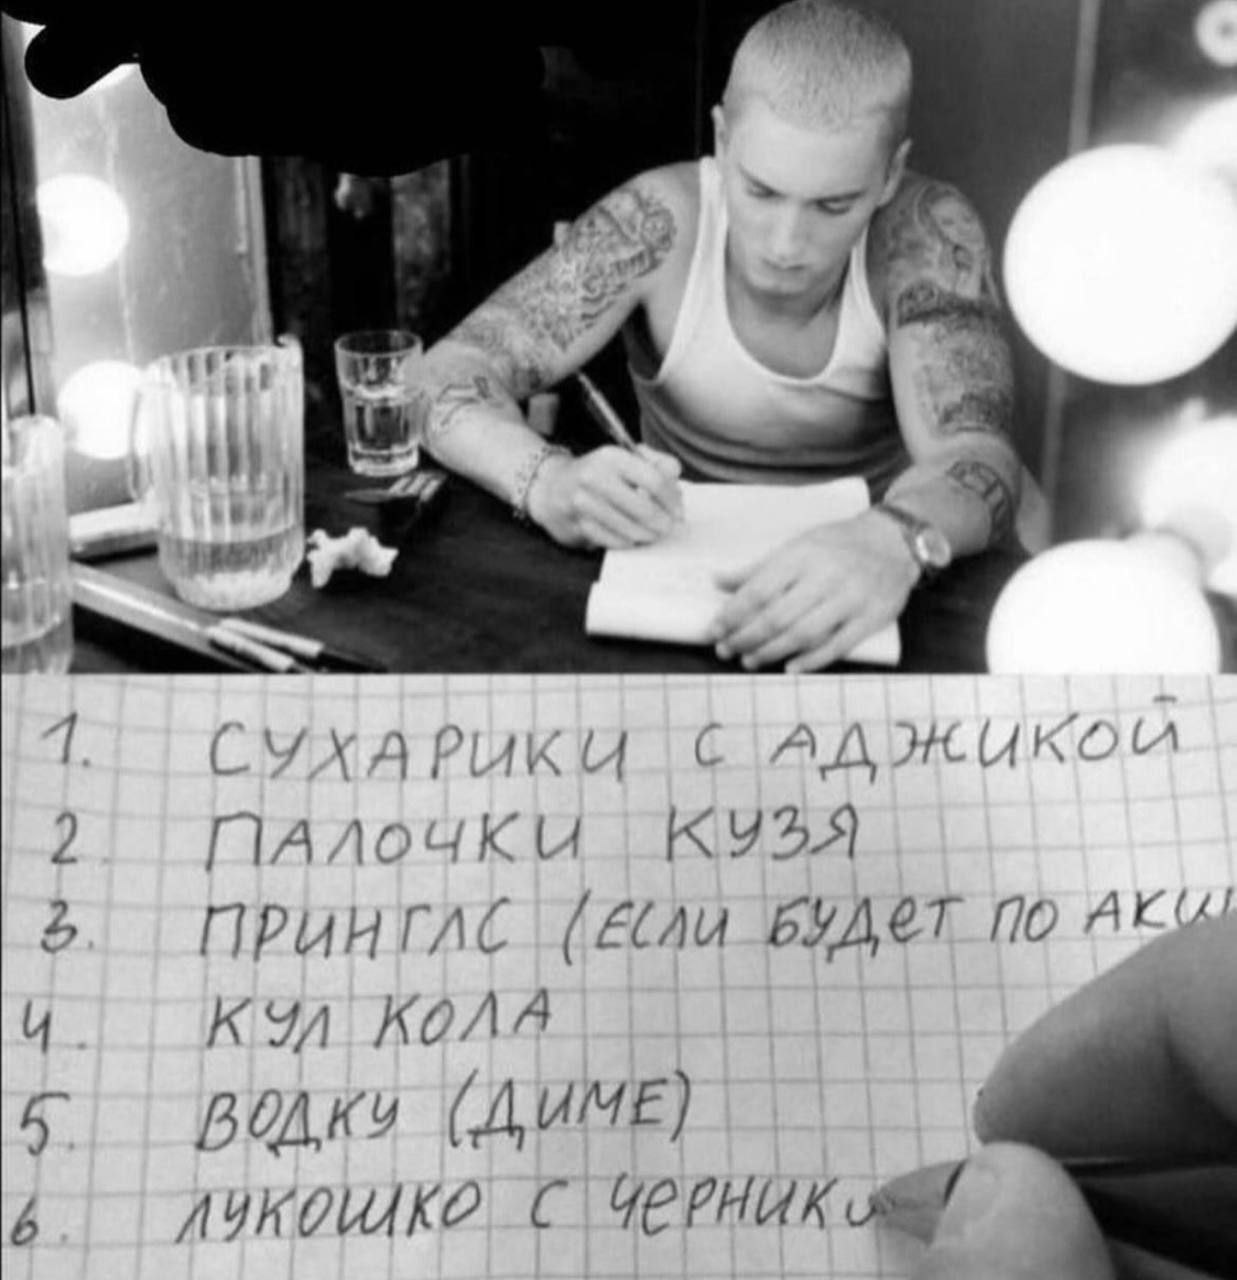 1. СУХАРИКИ С АДЖИКОЙ
2. ПАЛОЧКИ КУЗЯ
3. ПРИНГЛС (ЕСЛИ БУДЕТ ПО
4. КУЛ КОЛА
5. ВОДКУ (ДИМЕ)
6. ЛУКОШКО С